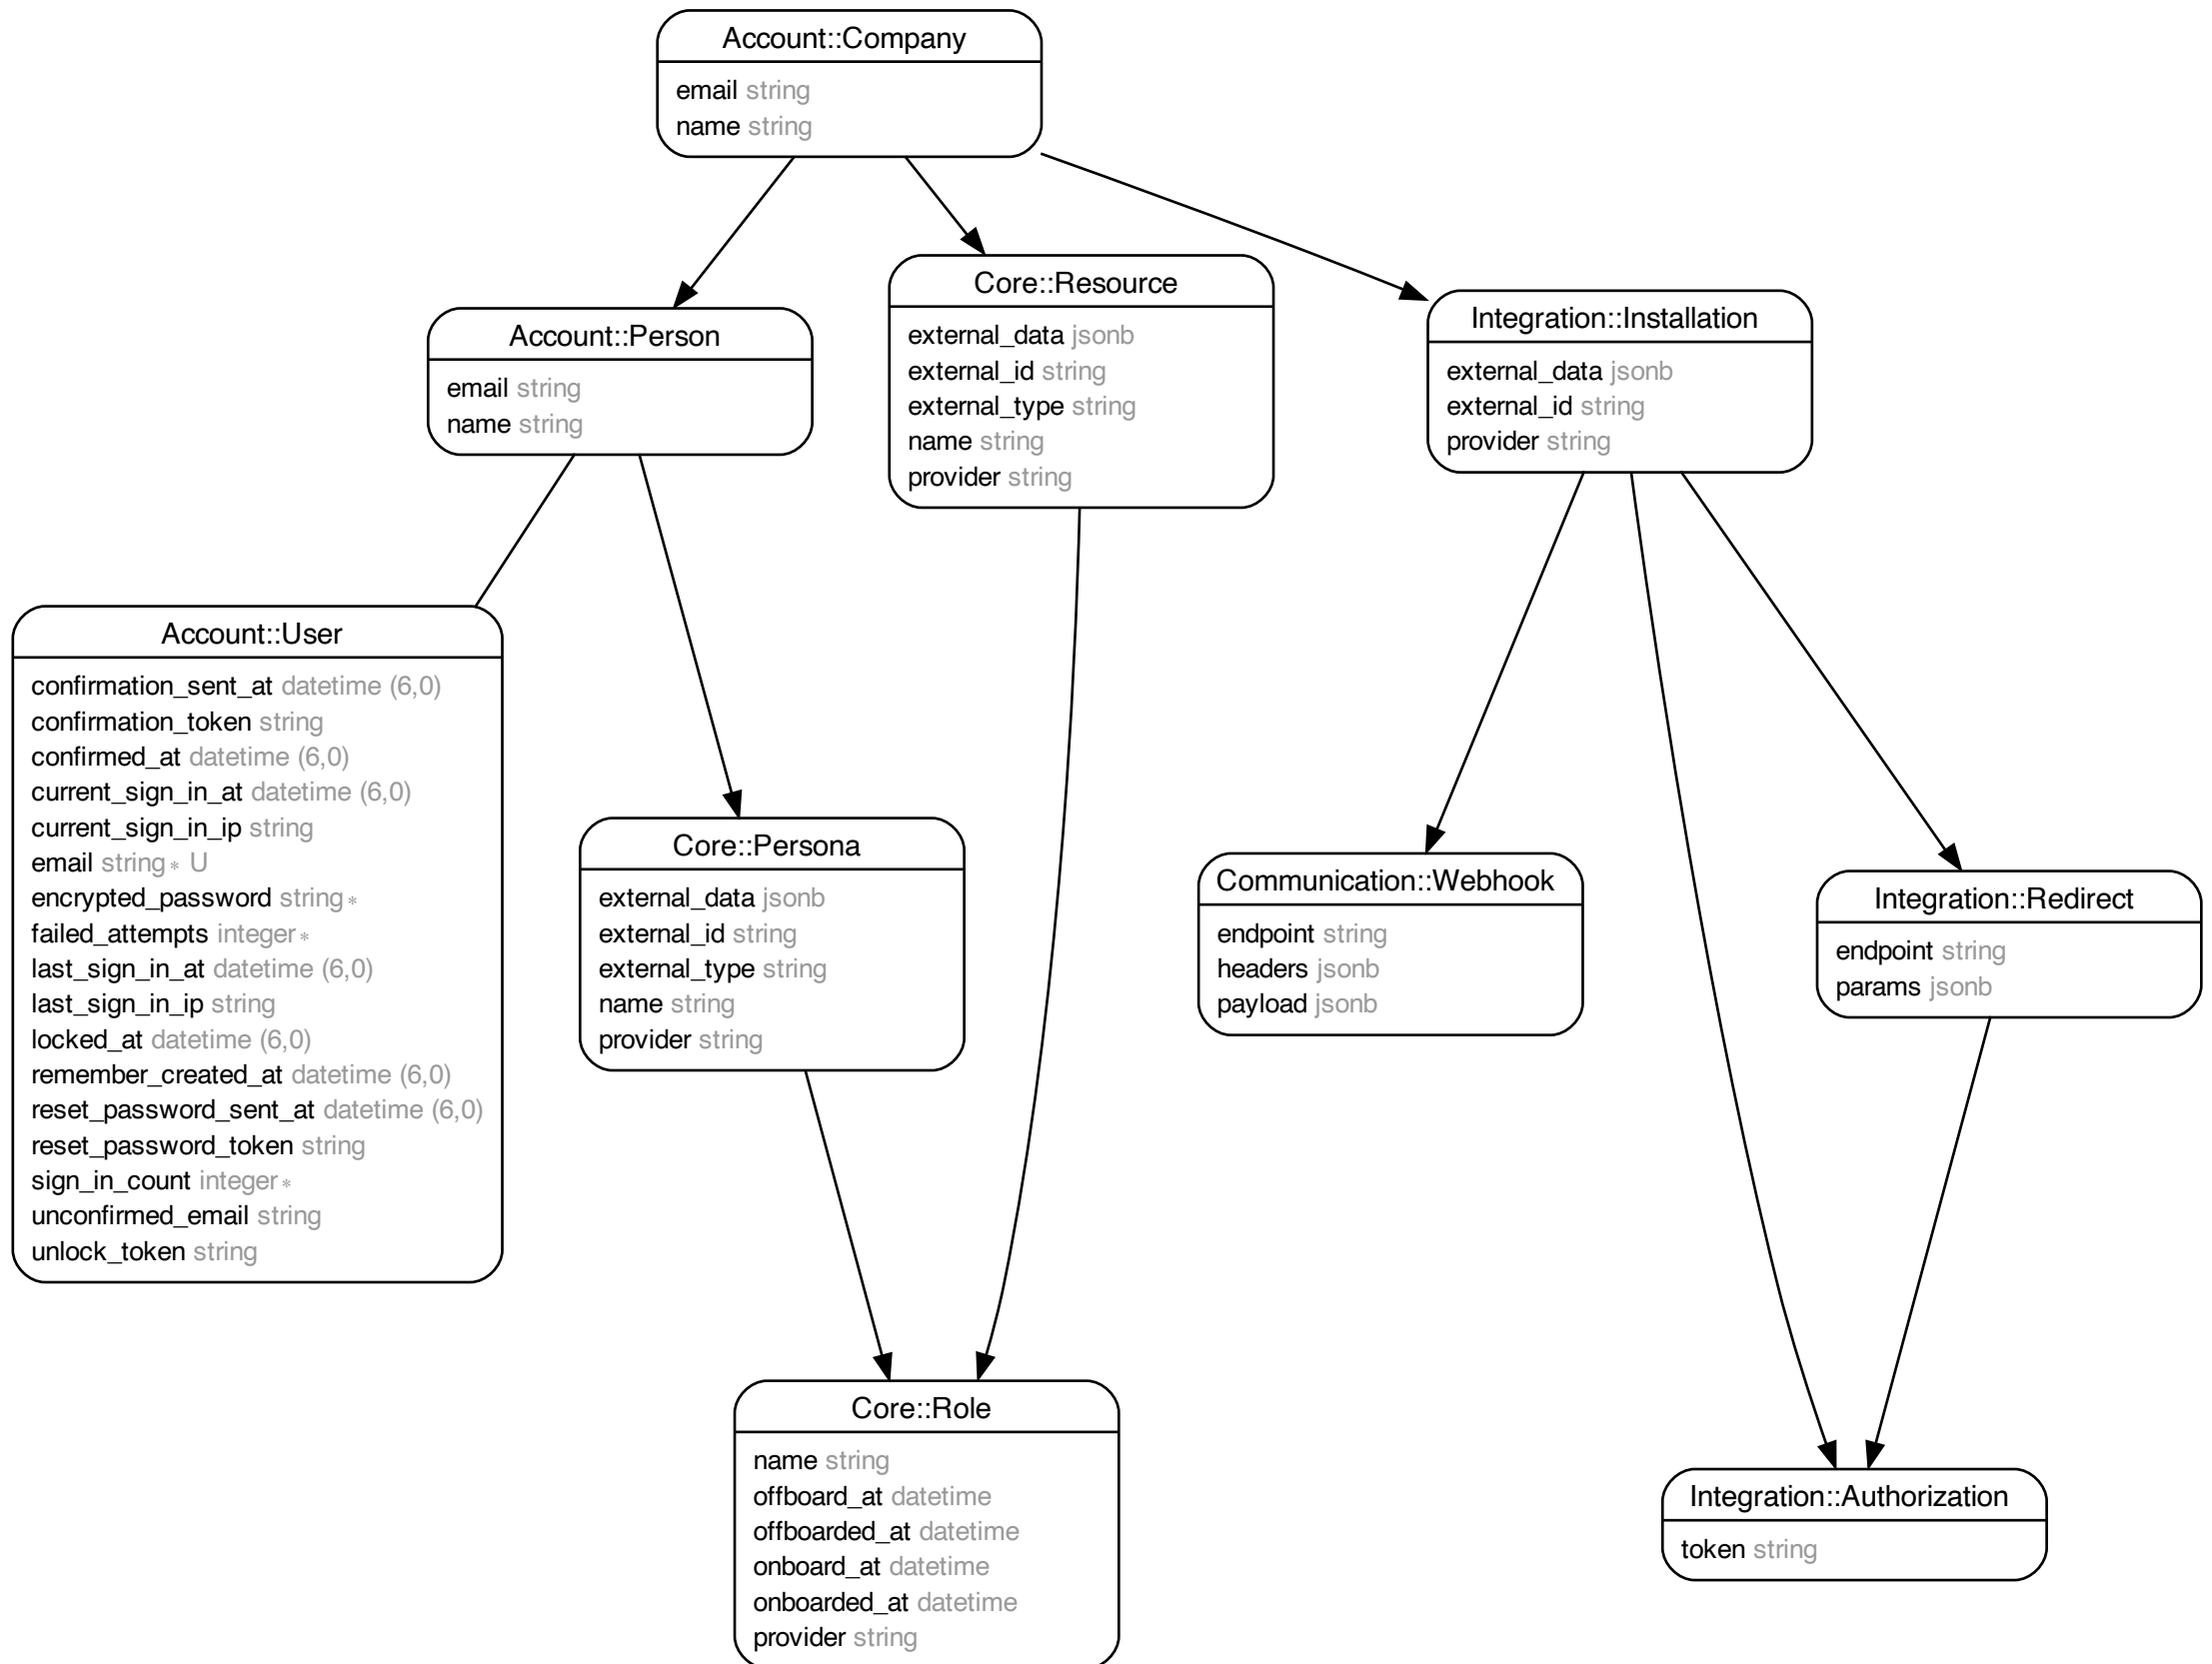 Account::Company
email string
name string
Account::Person
email string
name string
Core::Resource
external_data jsonb
external_id string
external_type string
name string
provider string
Integration::Installation
external_data jsonb
external_id string
provider string
Account::User
confirmation_sent_at datetime (6,0)
confirmation_token string
confirmed_at datetime (6,0)
current_sign_in_at datetime (6,0)
current_sign_in_ip string
email string* U
encrypted_password string*
failed_attempts integer*
last_sign_in_at datetime (6,0)
last_sign_in_ip string
locked_at datetime (6,0)
remember_created_at datetime (6,0)
reset_password_sent_at datetime (6,0)
reset_password_token string
sign_in_count integer*
unconfirmed_email string
unlock_token string
Core::Persona
external_data jsonb
external_id string
external_type string
name string
provider string
Communication::Webhook
endpoint string
headers jsonb
payload jsonb
Integration::Redirect
endpoint string
params jsonb
Core::Role
name string
offboard_at datetime
offboarded_at datetime
onboard_at datetime
onboarded_at datetime
provider string
Integration::Authorization
token string